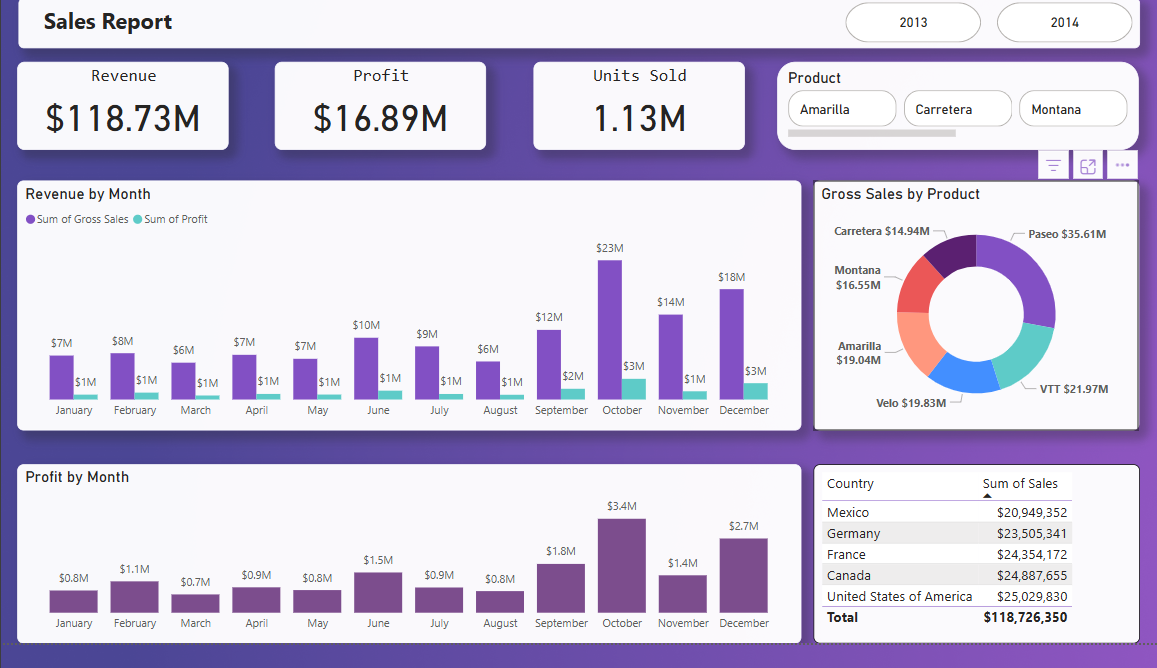 Sales Report
2013
2014
Revenue
$118.73M
Profit
$16.89M
Units Sold
1.13M
Product
Amarilla
Carretera
Montana
Revenue by Month
Sum of Gross Sales
Sum of Profit
$7M
$1M
$8M
$1M
$6M
$1M
$7M
$1M
$7M
$1M
$10M
$1M
$9M
$1M
$6M
$1M
$12M
$2M
$23M
$3M
$14M
$1M
$18M
$3M
January
February
March
April
May
June
July
August
September
October
November
December
Gross Sales by Product
Carretera $14.94M
Paseo $35.61M
Montana
$16.55M
Amarilla
$19.04M
Velo $19.83M
VTT $21.97M
Profit by Month
$0.8M
$1.1M
$0.7M
$0.9M
$0.8M
$1.5M
$0.9M
$0.8M
$1.8M
$3.4M
$1.4M
$2.7M
January
February
March
April
May
June
July
August
September
October
November
December
Country Sum of Sales
Mexico $20,949,352
Germany $23,505,341
France $24,354,172
Canada $24,887,655
United States of America $25,029,830
Total $118,726,350